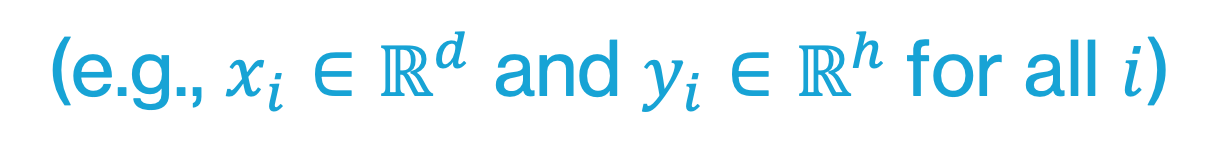 (e.g., 𝑥ᵢ ∈ ℝᵈ and 𝑦ᵢ ∈ ℝʰ for all 𝑖)